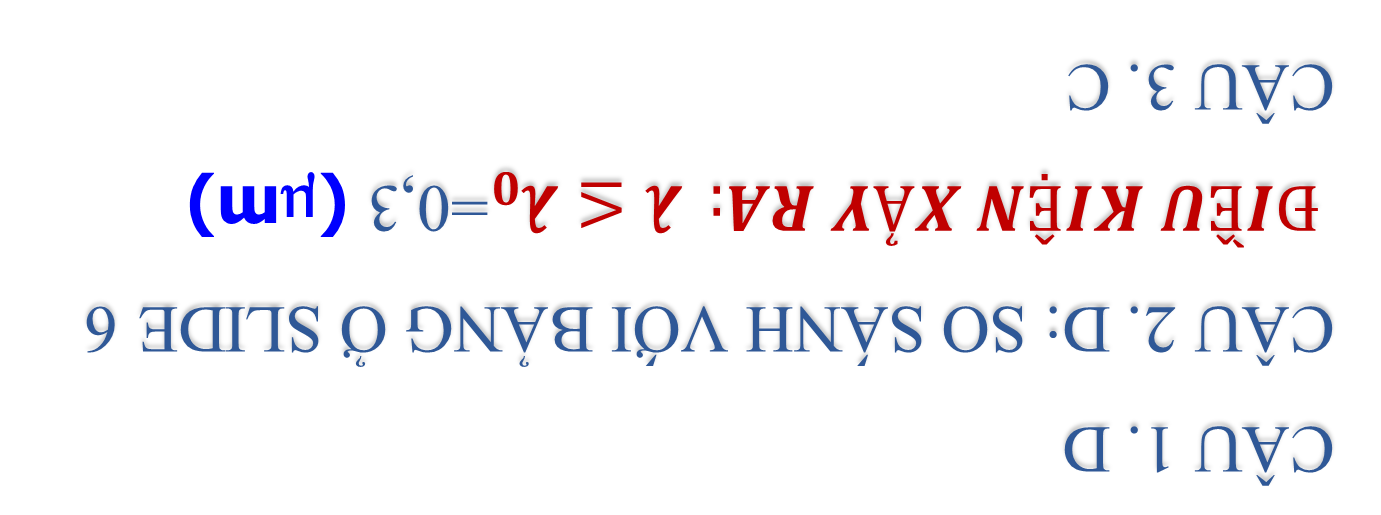 CÂU 1. D
CÂU 2. D: SO SÁNH VỚI BẢNG Ở SLIDE 6
ĐIỀU KIỆN XẢY RA: λ ≤ λ⁰=0,3 (μm)
CÂU 3. C